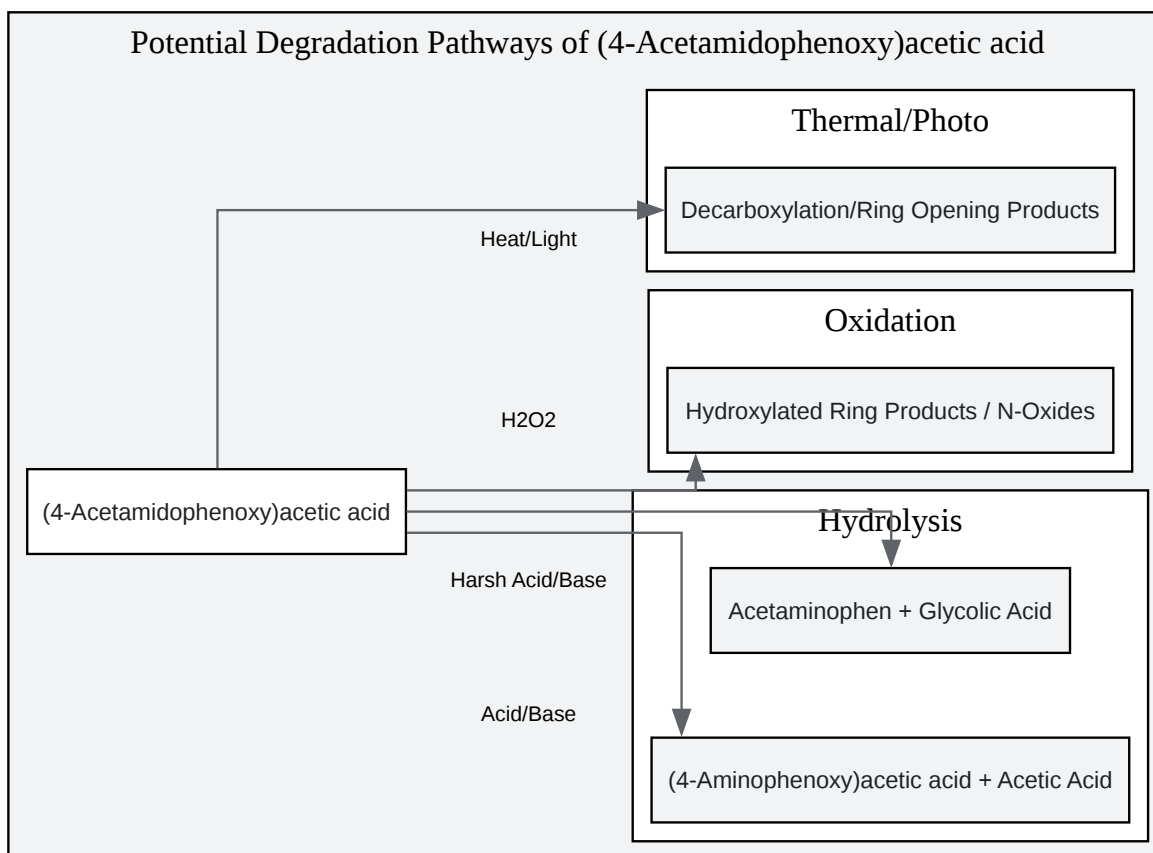 Potential Degradation Pathways of (4-Acetamidophenoxy)acetic acid
Thermal/Photo
Decarboxylation/Ring Opening Products
Heat/Light
Oxidation
Hydroxylated Ring Products / N-Oxides
H2O2
(4-Acetamidophenoxy)acetic acid
Hydrolysis
Harsh Acid/Base
Acetaminophen + Glycolic Acid
Acid/Base
(4-Aminophenoxy)acetic acid + Acetic Acid